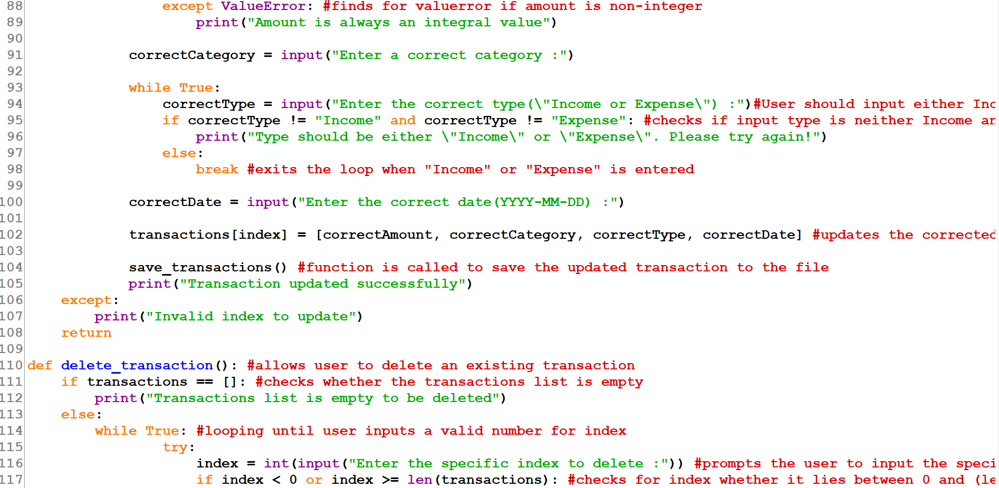 88 except ValueError: #finds for valuerror if amount is non-integer
89 print("Amount is always an integral value")
90
91 correctCategory = input("Enter a correct category :")
92
93 while True:
94 correctType = input("Enter the correct type(\"Income or Expense\") :")#User should input either Inc
95 if correctType != "Income" and correctType != "Expense": #checks if input type is neither Income an
96 print("Type should be either \"Income\" or \"Expense\". Please try again!")
97 else:
98 break #exits the loop when "Income" or "Expense" is entered
99
100 correctDate = input("Enter the correct date(YYYY-MM-DD) :")
101
102 transactions[index] = [correctAmount, correctCategory, correctType, correctDate] #updates the corrected
103
104 save_transactions() #function is called to save the updated transaction to the file
105 print("Transaction updated successfully")
106 except:
107 print("Invalid index to update")
108 return
109
110 def delete_transaction(): #allows user to delete an existing transaction
111 if transactions == []: #checks whether the transactions list is empty
112 print("Transactions list is empty to be deleted")
113 else:
114 while True: #looping until user inputs a valid number for index
115 try:
116 index = int(input("Enter the specific index to delete :")) #prompts the user to input the speci
117 if index < 0 or index >= len(transactions): #checks for index whether it lies between 0 and (le